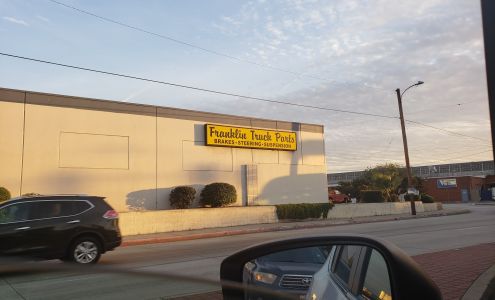 Franklin Truck Parts
BRAKES • STEERING • SUSPENSION